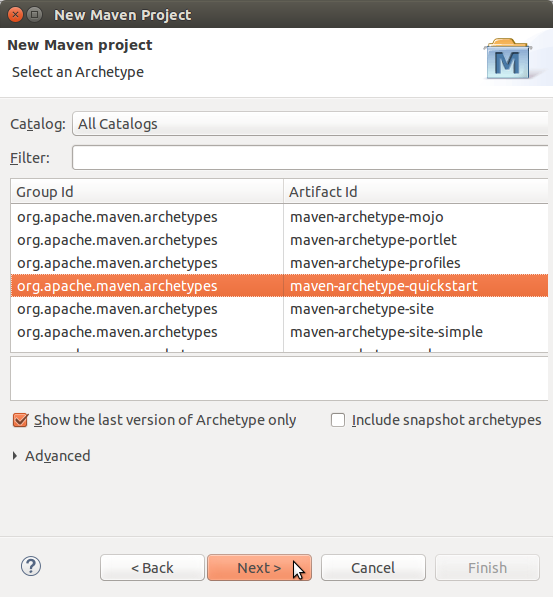 New Maven Project
New Maven project
Select an Archetype
M
Catalog: All Catalogs
Filter:
Group Id Artifact Id
org.apache.maven.archetypes maven-archetype-mojo
org.apache.maven.archetypes maven-archetype-portlet
org.apache.maven.archetypes maven-archetype-profiles
org.apache.maven.archetypes maven-archetype-quickstart
org.apache.maven.archetypes maven-archetype-site
org.apache.maven.archetypes maven-archetype-site-simple
Show the last version of Archetype only Include snapshot archetypes
Advanced
? < Back Next > Cancel Finish